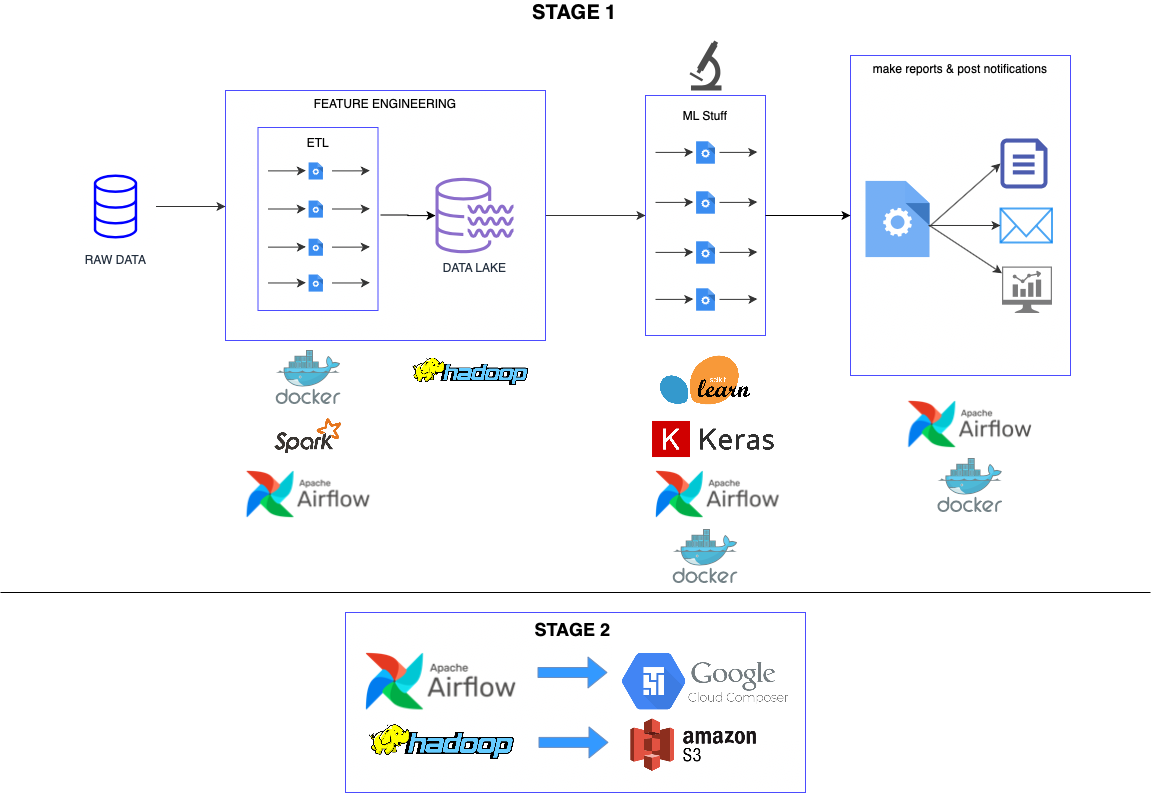 STAGE 1
make reports & post notifications
FEATURE ENGINEERING
ML Stuff
ETL
RAW DATA
DATA LAKE
docker
hadoop
Spark
Apache
Airflow
scikit
learn
K Keras
Apache
Airflow
docker
Apache
Airflow
docker
STAGE 2
Apache
Airflow
Google
Cloud Composer
hadoop
amazon
S3